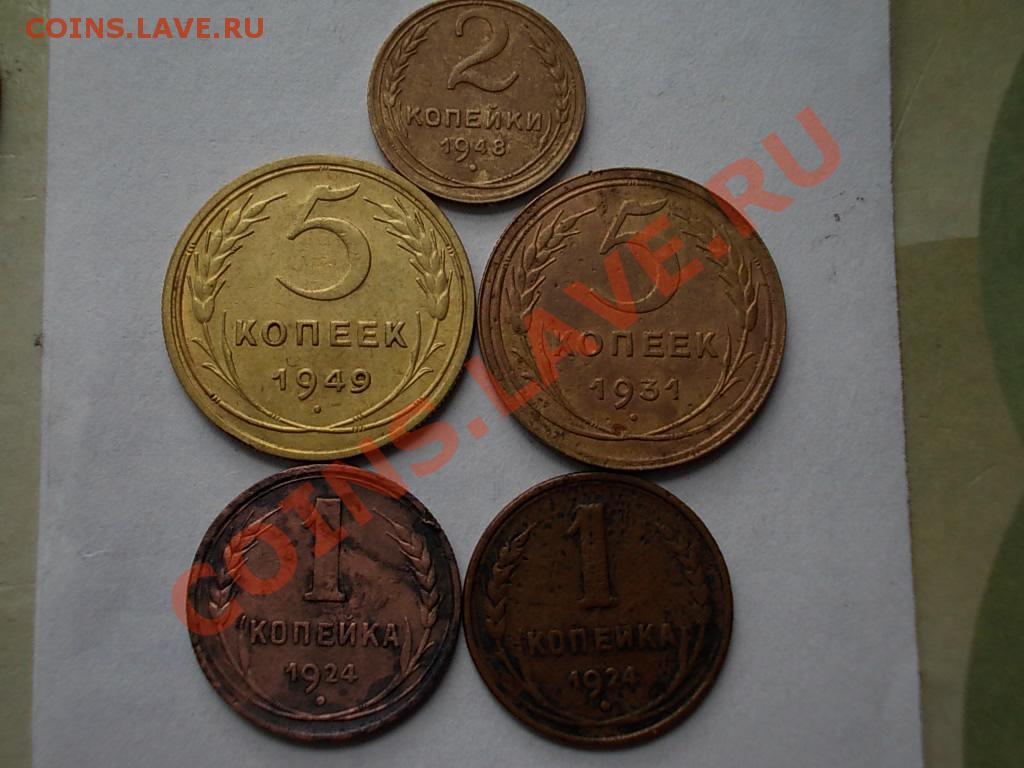 COINS.LAVE.RU
2
КОПЕЙКИ
1948
5
КОПЕЕК
1949
5
КОПЕЕК
1931
1
КОПЕЙКА
1924
1
КОПЕЙКА
1924
COINS.LAVE.RU